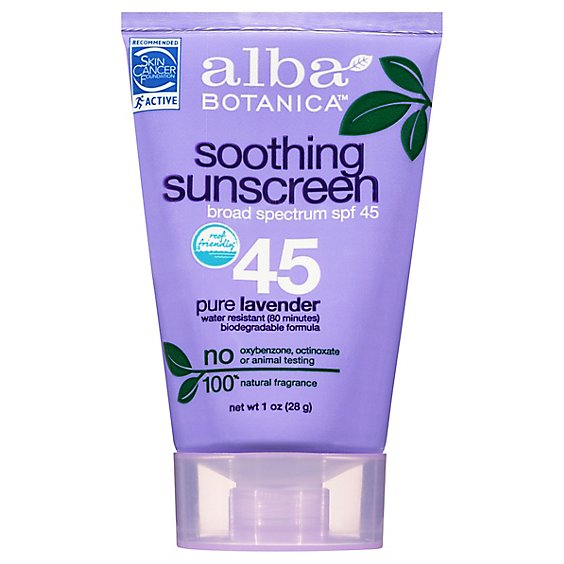 RECOMMENDED
SKIN
CANCER
FOUNDATION
ACTIVE
alba
BOTANICA™
soothing
sunscreen
broad spectrum spf 45
reef
friendly*
45
pure lavender
water resistant (80 minutes)
biodegradable formula
no oxybenzone, octinoxate
or animal testing
100% natural fragrance
net wt 1 oz (28 g)